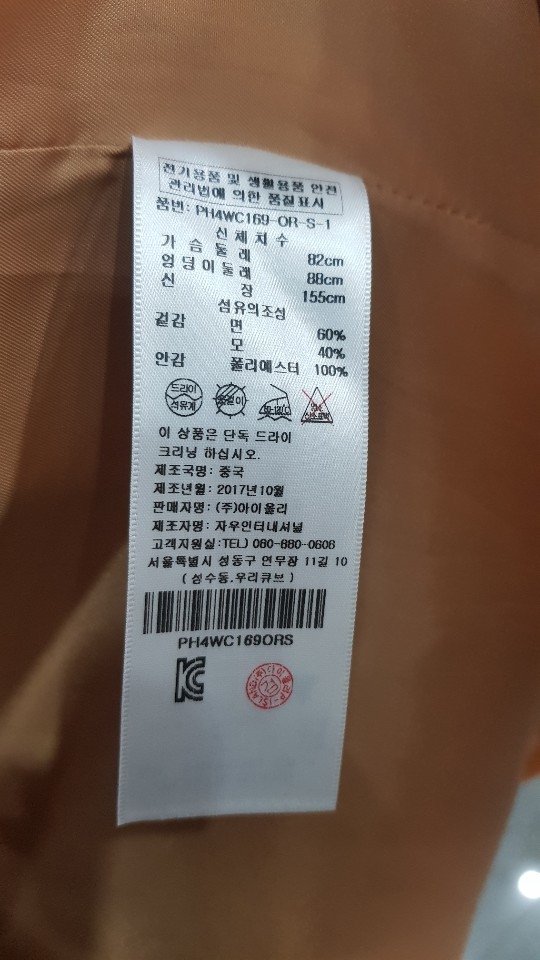 전기용품 및 생활용품 안전
관리법에 의한 품질표시
품번: PH4WC169-OR-S-1
신체치수
가슴둘레 82cm
엉덩이둘레 88cm
신장 155cm
섬유의조성
겉감 면 60%
모 40%
안감 폴리에스터 100%
드라이
석유계
이 상품은 단독 드라이
크리닝 하십시오.
제조국명: 중국
제조년월: 2017년10월
판매자명: (주)아이올리
제조자명: 자우인터내셔널
고객지원실:TEL) 080-880-0606
서울특별시 성동구 연무장 11길 10
(성수동.우리큐브)
PH4WC169ORS